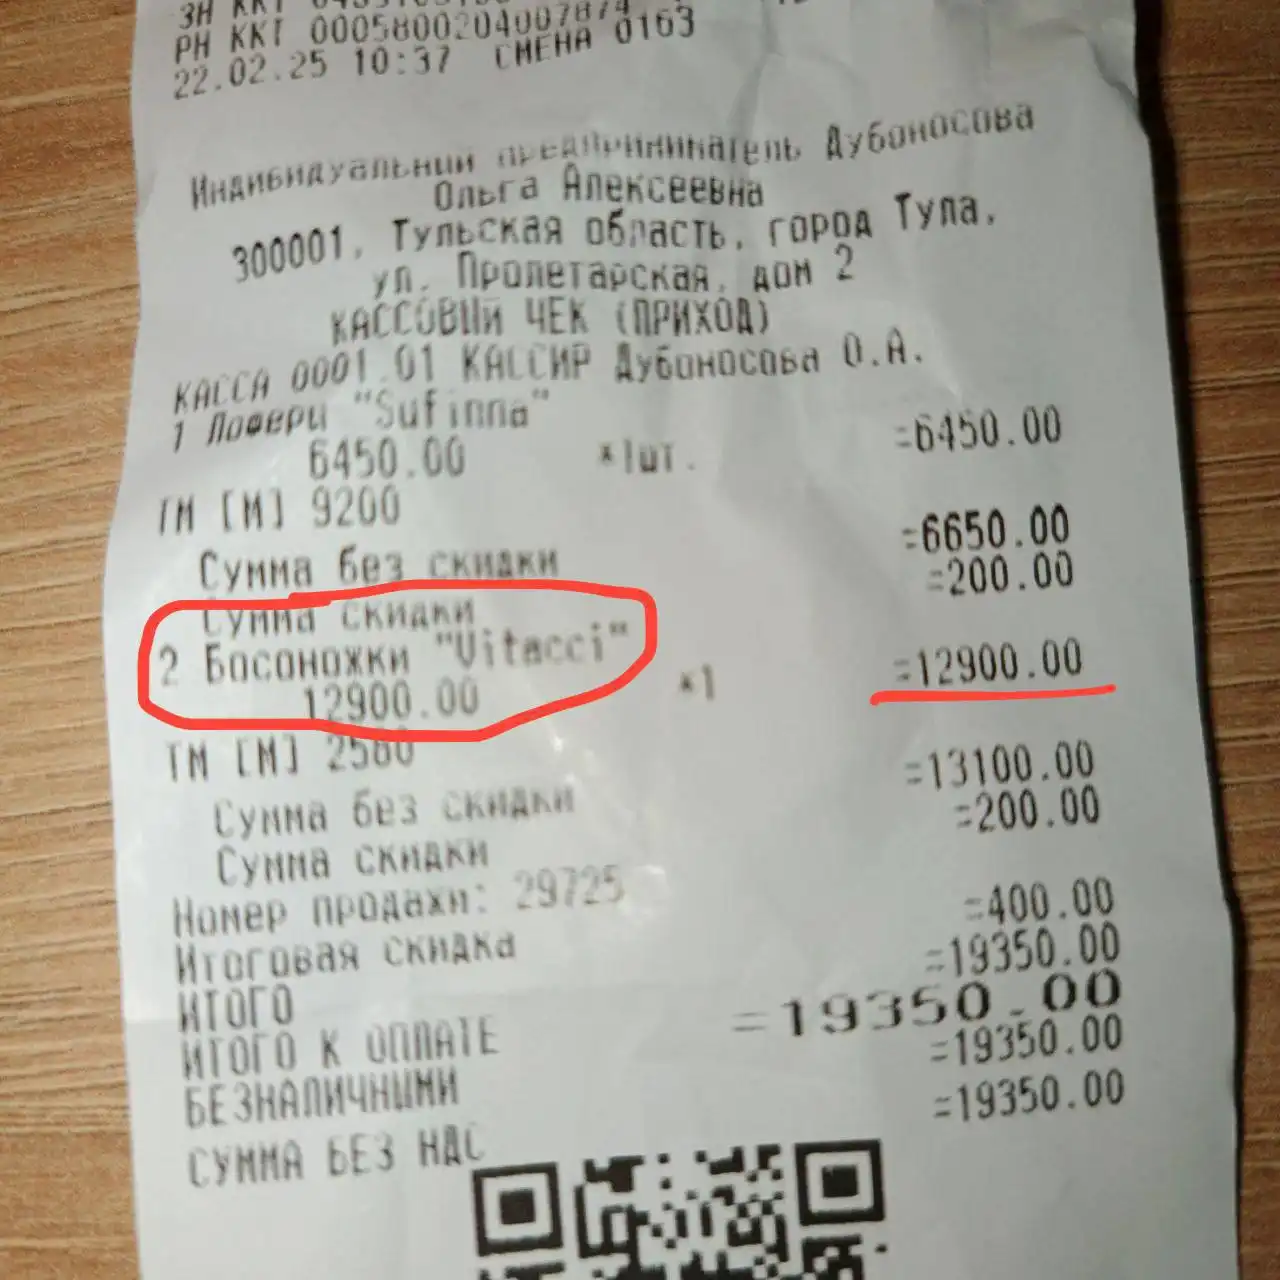 ЗН ККТ
РН ККТ 0005800204007874
22.02.25 10:37 СМЕНА 0163
Индивидуальный предприниматель Дубоносова
Ольга Алексеевна
300001, Тульская область, город Тула,
ул. Пролетарская, дом 2
КАССОВЫЙ ЧЕК (ПРИХОД)
КАССА 0001.01 КАССИР Дубоносова О.А.
1 Лоферы "Sufinna"
6450.00 *1шт. =6450.00
ТМ [М] 9200
Сумма без скидки =6650.00
Сумма скидки =200.00
2 Босоножки "Vitacci"
12900.00 *1 =12900.00
ТМ [М] 2580
Сумма без скидки =13100.00
Сумма скидки =200.00
Номер продажи: 29725
Итоговая скидка =400.00
ИТОГО =19350.00
ИТОГО К ОПЛАТЕ =19350.00
БЕЗНАЛИЧНЫМИ =19350.00
СУММА БЕЗ НДС =19350.00